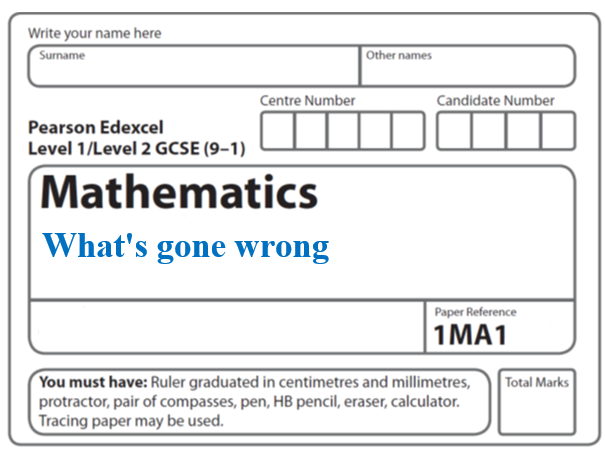 Write your name here
Surname
Other names
Centre Number
Candidate Number
Pearson Edexcel
Level 1/Level 2 GCSE (9–1)
Mathematics
What's gone wrong
Paper Reference
1MA1
You must have: Ruler graduated in centimetres and millimetres,
protractor, pair of compasses, pen, HB pencil, eraser, calculator.
Tracing paper may be used.
Total Marks